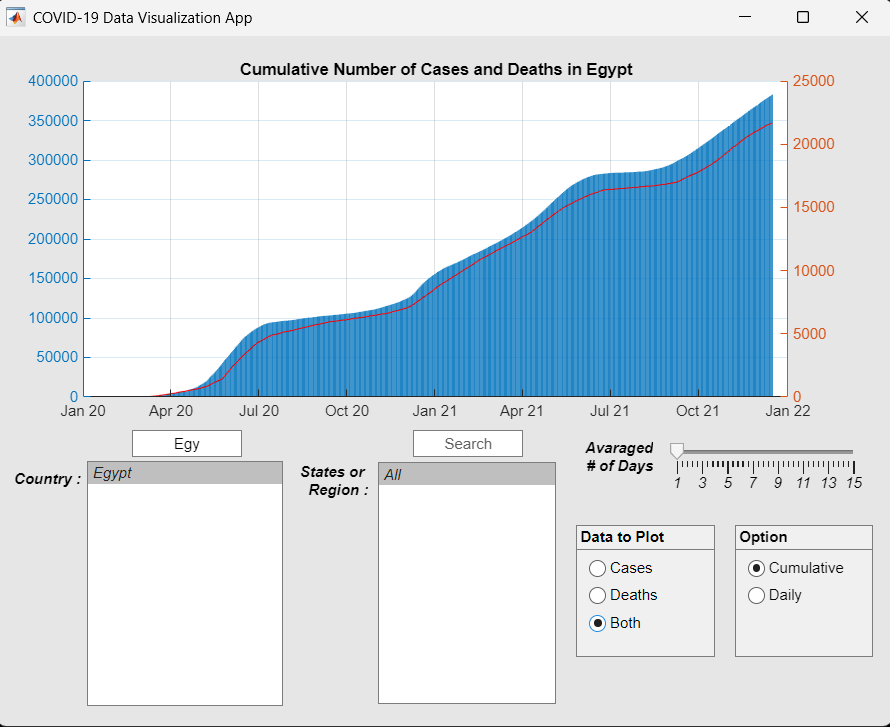 COVID-19 Data Visualization App
Cumulative Number of Cases and Deaths in Egypt
400000
350000
300000
250000
200000
150000
100000
50000
0
25000
20000
15000
10000
5000
0
Jan 20 Apr 20 Jul 20 Oct 20 Jan 21 Apr 21 Jul 21 Oct 21 Jan 22
Egy
Search
Country :
Egypt
States or
Region :
All
Avaraged
# of Days
1 3 5 7 9 11 13 15
Data to Plot
Cases
Deaths
Both
Option
Cumulative
Daily